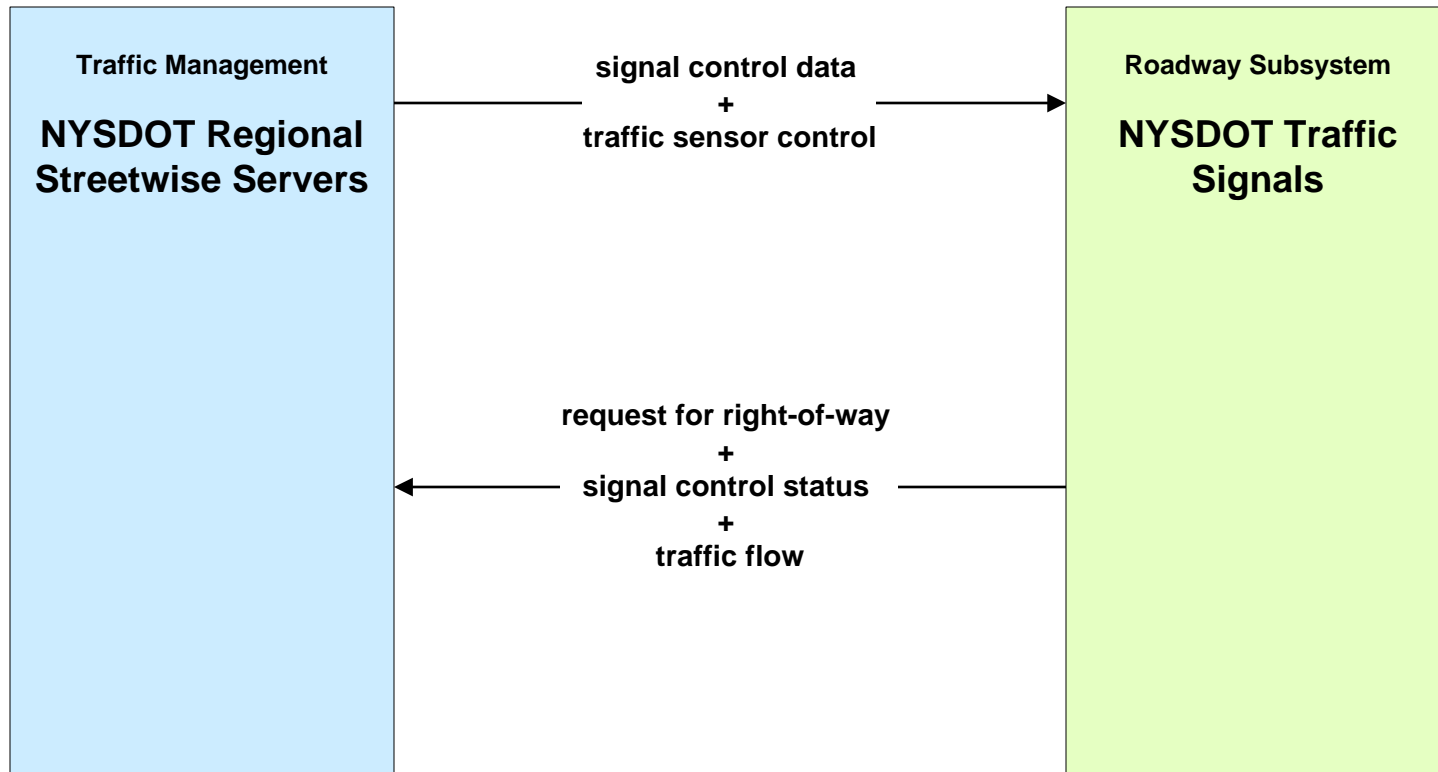 Traffic Management
NYSDOT Regional
Streetwise Servers
signal control data
+
traffic sensor control
Roadway Subsystem
NYSDOT Traffic
Signals
request for right-of-way
+
signal control status
+
traffic flow